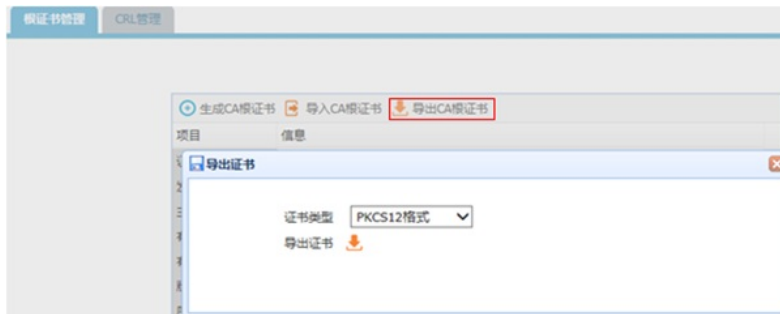 根证书管理 CRL管理
生成CA根证书 导入CA根证书 导出CA根证书
项目 信息
导出证书
证书类型 PKCS12格式
导出证书